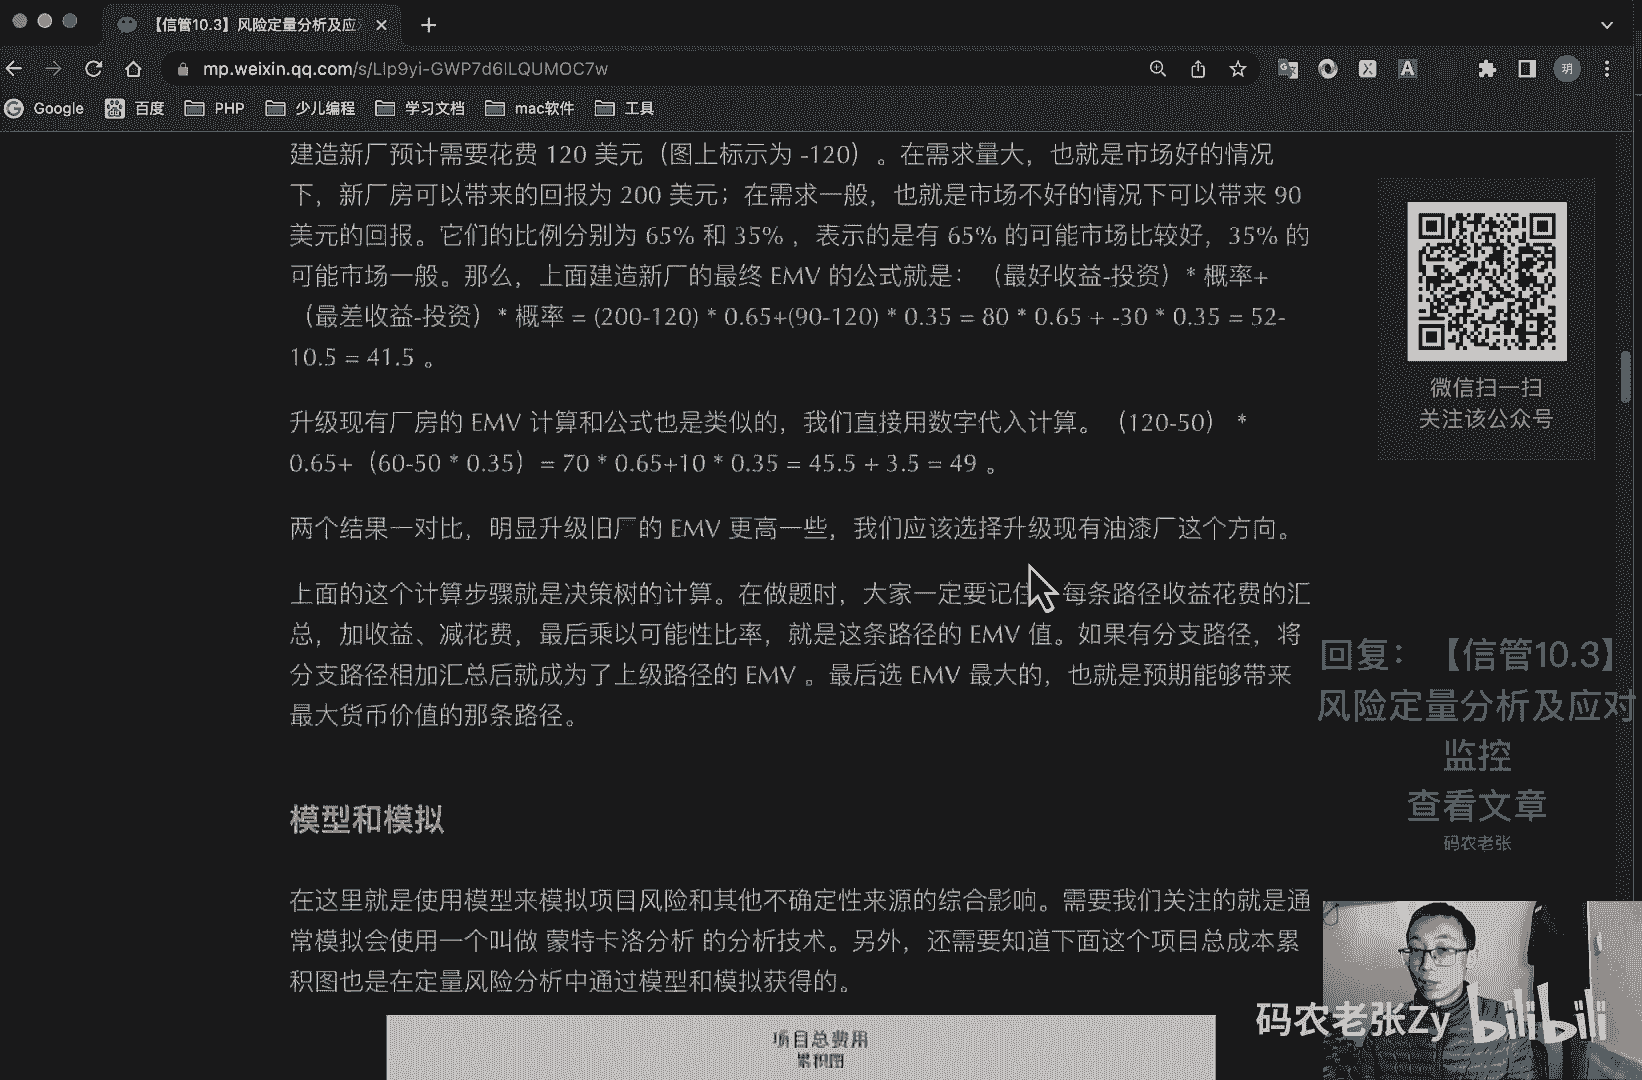 【信管10.3】风险定量分析及应
mp.weixin.qq.com/s/Llp9yi-GWP7d6lLQUMOC7w
Google 百度 PHP 少儿编程 学习文档 mac软件 工具
建造新厂预计需要花费 120 美元（图上标示为 -120）。在需求量大，也就是市场好的情况
下，新厂房可以带来的回报为 200 美元；在需求一般，也就是市场不好的情况下可以带来 90
美元的回报。它们的比例分别为 65% 和 35% ，表示的是有 65% 的可能市场比较好，35% 的
可能市场一般。那么，上面建造新厂的最终 EMV 的公式就是：（最好收益-投资）* 概率+
（最差收益-投资）* 概率 = (200-120) * 0.65+(90-120) * 0.35 = 80 * 0.65 + -30 * 0.35 = 52-
10.5 = 41.5 。
升级现有厂房的 EMV 计算和公式也是类似的，我们直接用数字代入计算。（120-50） *
0.65+（60-50 * 0.35）= 70 * 0.65+10 * 0.35 = 45.5 + 3.5 = 49 。
两个结果一对比，明显升级旧厂的 EMV 更高一些，我们应该选择升级现有油漆厂这个方向。
上面的这个计算步骤就是决策树的计算。在做题时，大家一定要记住 每条路径收益花费的汇
总，加收益、减花费，最后乘以可能性比率，就是这条路径的 EMV 值。如果有分支路径，将
分支路径相加汇总后就成为了上级路径的 EMV 。最后选 EMV 最大的，也就是预期能够带来
最大货币价值的那条路径。
模型和模拟
在这里就是使用模型来模拟项目风险和其他不确定性来源的综合影响。需要我们关注的就是通
常模拟会使用一个叫做 蒙特卡洛分析 的分析技术。另外，还需要知道下面这个项目总成本累
积图也是在定量风险分析中通过模型和模拟获得的。
项目总费用
累积图
微信扫一扫
关注该公众号
回复：【信管10.3】
风险定量分析及应对
监控
查看文章
码农老张
码农老张Zy bilibili